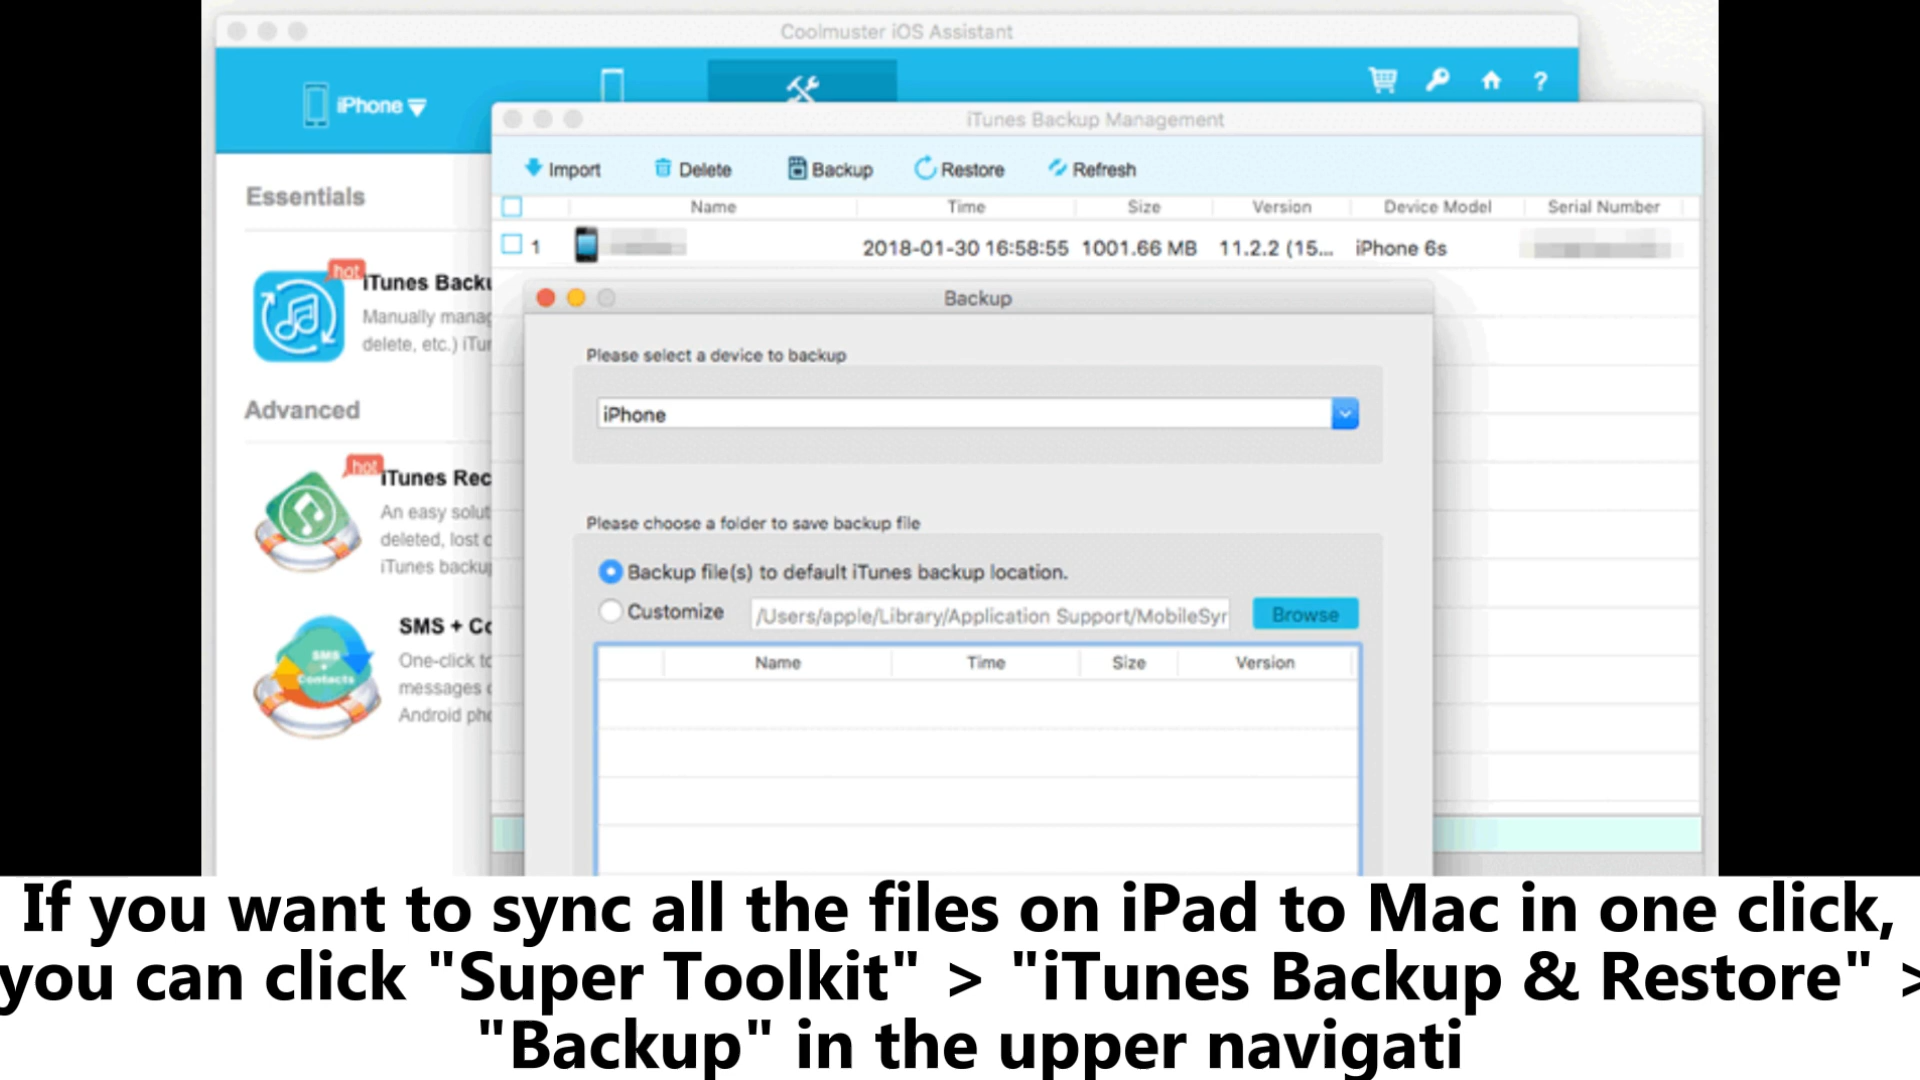 Coolmuster iOS Assistant
iPhone
iTunes Backup Management
Import Delete Backup Restore Refresh
Name Time Size Version Device Model Serial Number
1 2018-01-30 16:58:55 1001.66 MB 11.2.2 (15... iPhone 6s
Essentials
hot
iTunes Backu
Manually manag
delete, etc.) iTun
Advanced
hot
iTunes Rec
An easy solut
deleted, lost
iTunes backup
SMS + Contacts
SMS + Co
One-click to
messages
Android pho
Backup
Please select a device to backup
iPhone
Please choose a folder to save backup file
Backup file(s) to default iTunes backup location.
Customize /Users/apple/Library/Application Support/MobileSyr Browse
Name Time Size Version
If you want to sync all the files on iPad to Mac in one click,
you can click "Super Toolkit" > "iTunes Backup & Restore" >
"Backup" in the upper navigati